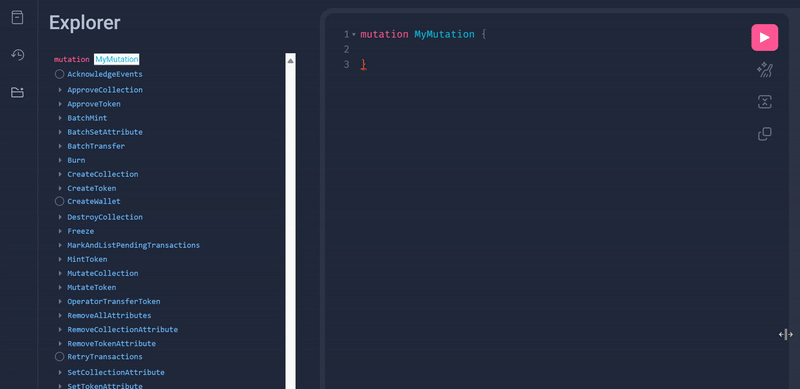 Explorer
mutation MyMutation
AcknowledgeEvents
ApproveCollection
ApproveToken
BatchMint
BatchSetAttribute
BatchTransfer
Burn
CreateCollection
CreateToken
CreateWallet
DestroyCollection
Freeze
MarkAndListPendingTransactions
MintToken
MutateCollection
MutateToken
OperatorTransferToken
RemoveAllAttributes
RemoveCollectionAttribute
RemoveTokenAttribute
RetryTransactions
SetCollectionAttribute
SetTokenAttribute
1 mutation MyMutation {
2
3 }